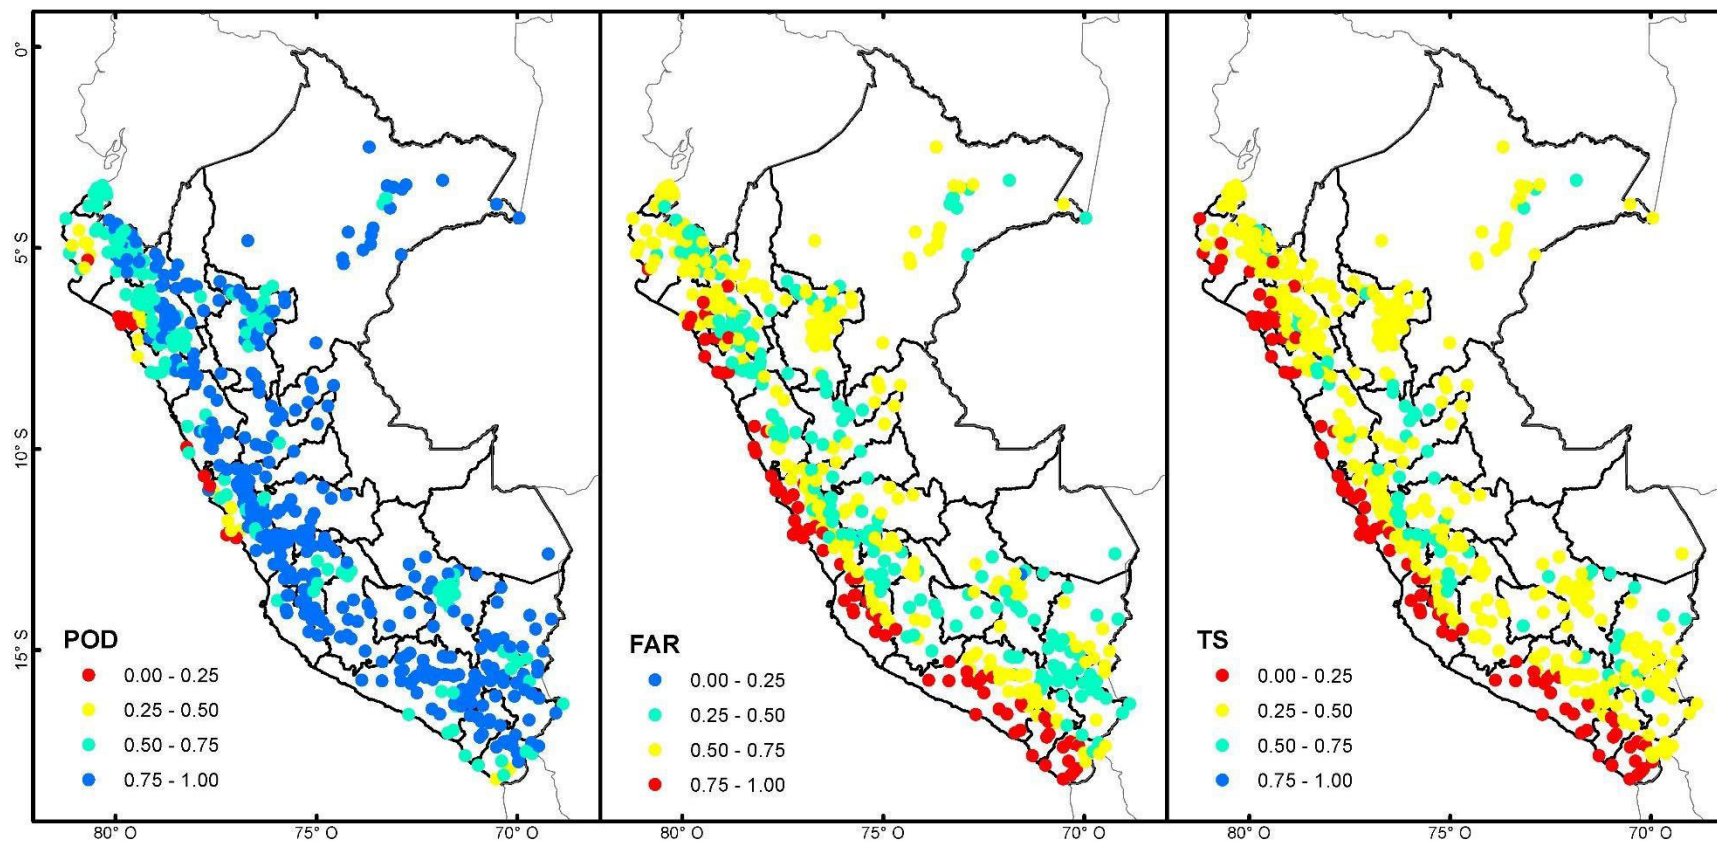 0°
5° S
10° S
15° S
POD
0.00 - 0.25
0.25 - 0.50
0.50 - 0.75
0.75 - 1.00
80° O
75° O
70° O
FAR
0.00 - 0.25
0.25 - 0.50
0.50 - 0.75
0.75 - 1.00
80° O
75° O
70° O
TS
0.00 - 0.25
0.25 - 0.50
0.50 - 0.75
0.75 - 1.00
80° O
75° O
70° O